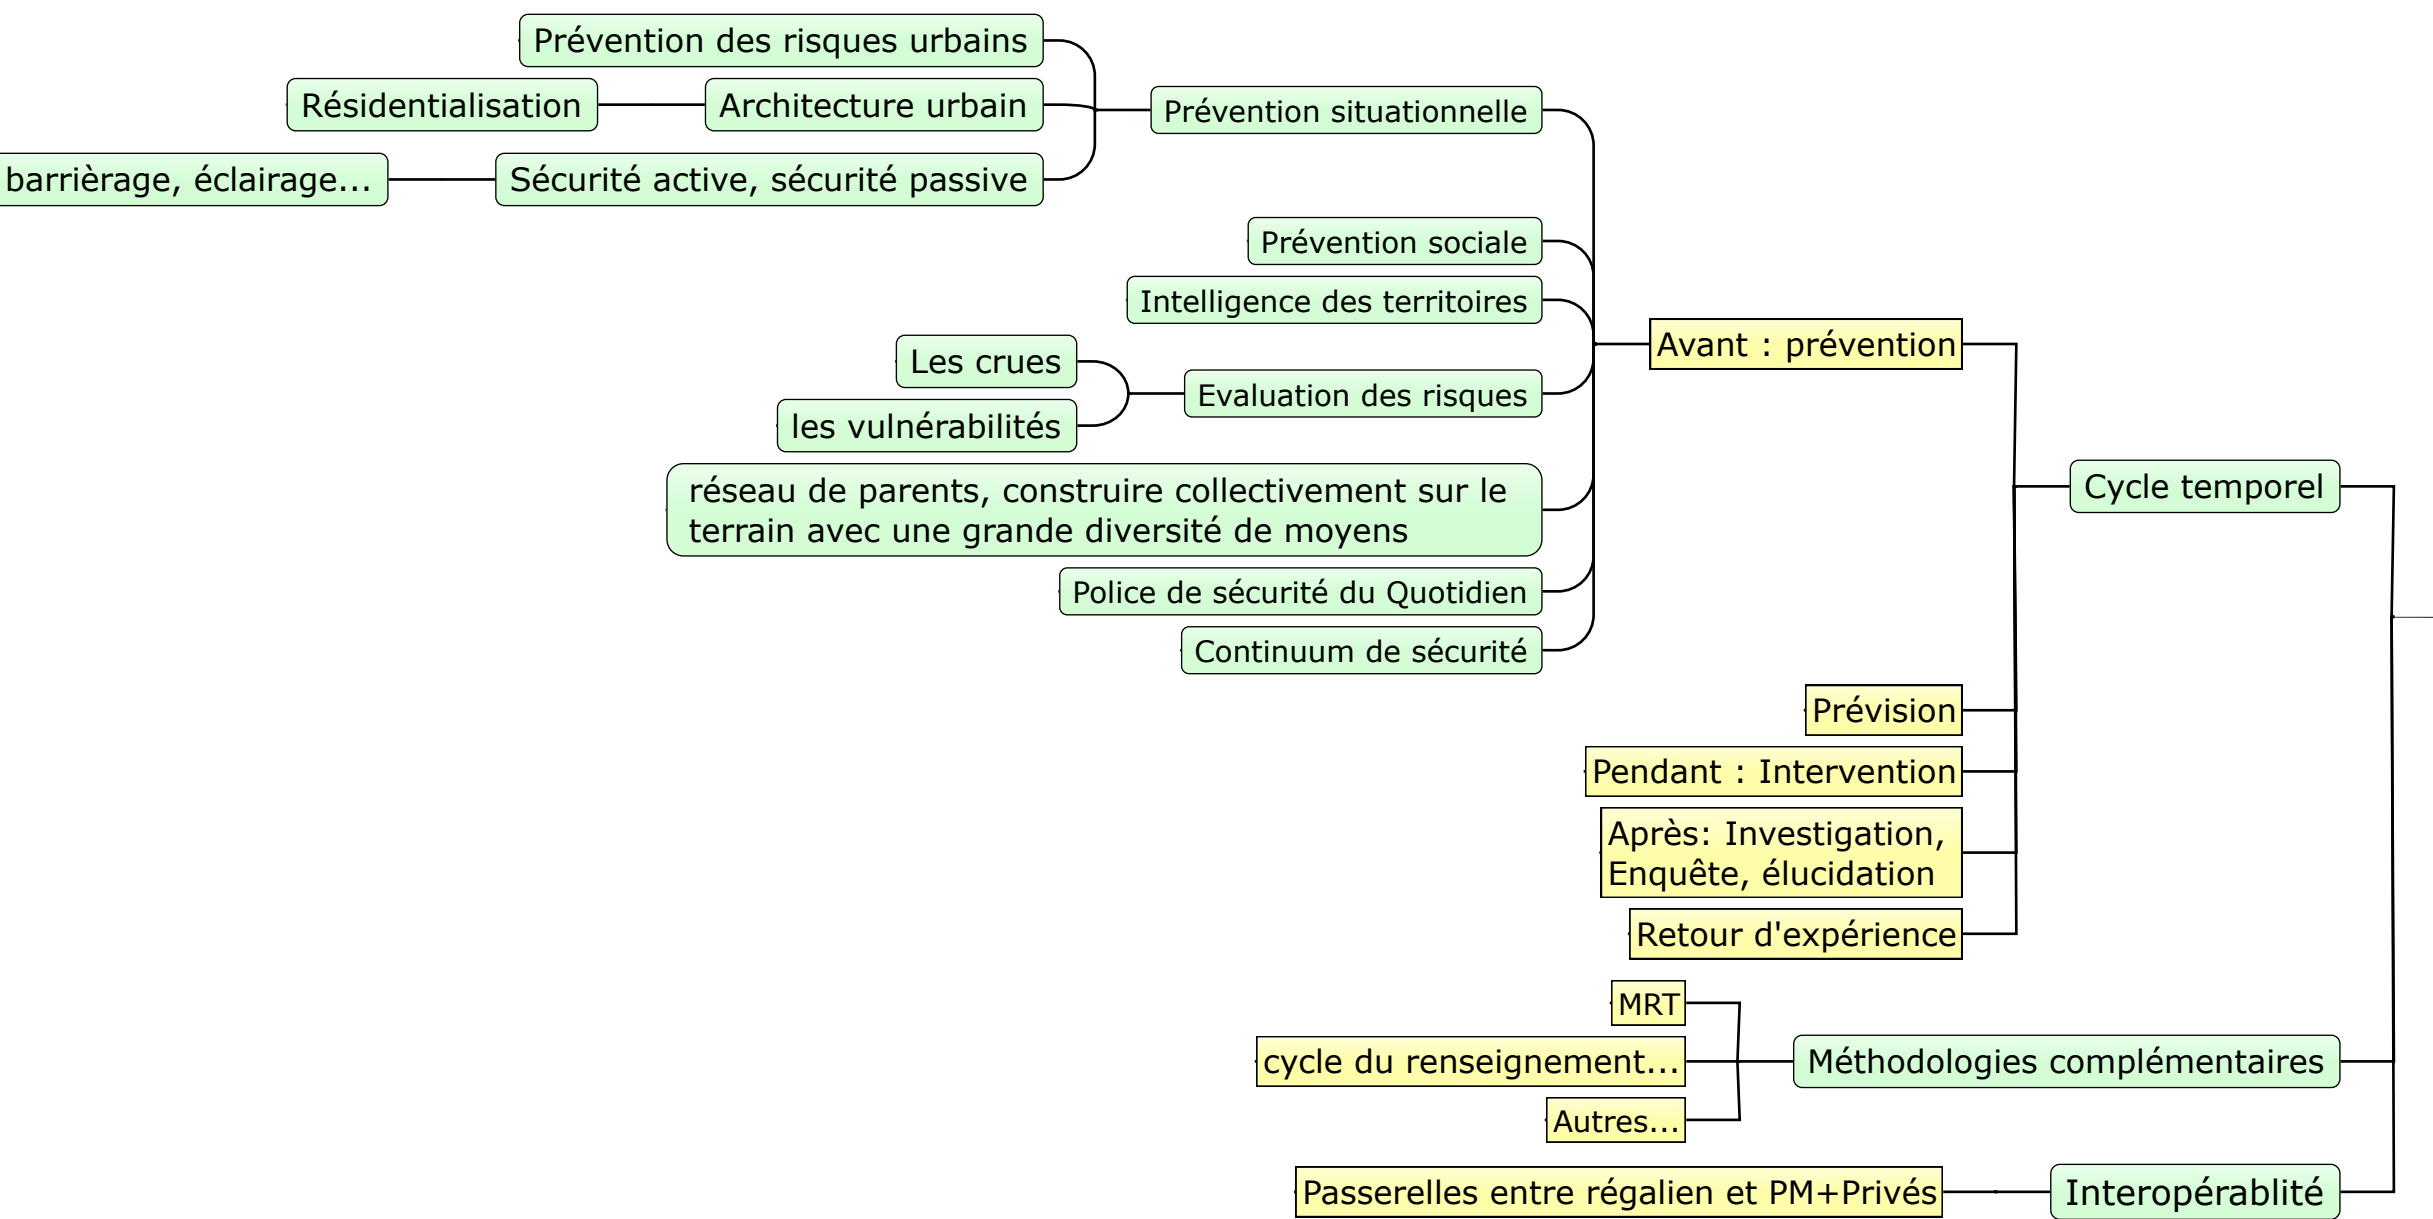 Prévention des risques urbains
Résidentialisation
Architecture urbain
Prévention situationnelle
barrièrage, éclairage...
Sécurité active, sécurité passive
Prévention sociale
Intelligence des territoires
Avant : prévention
Les crues
Evaluation des risques
les vulnérabilités
réseau de parents, construire collectivement sur le
terrain avec une grande diversité de moyens
Cycle temporel
Police de sécurité du Quotidien
Continuum de sécurité
Prévision
Pendant : Intervention
Après: Investigation,
Enquête, élucidation
Retour d'expérience
MRT
cycle du renseignement...
Méthodologies complémentaires
Autres...
Passerelles entre régalien et PM+Privés
Interopérablité